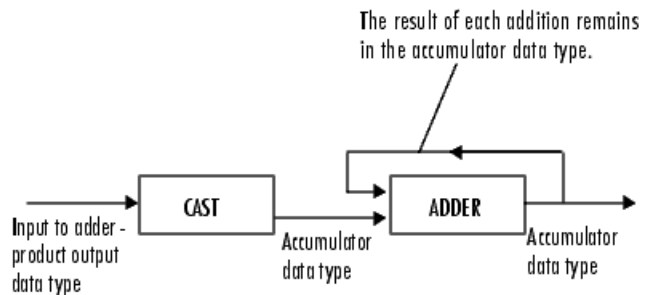 The result of each addition remains
in the accumulator data type.
CAST
ADDER
Input to adder -
product output
data type
Accumulator
data type
Accumulator
data type